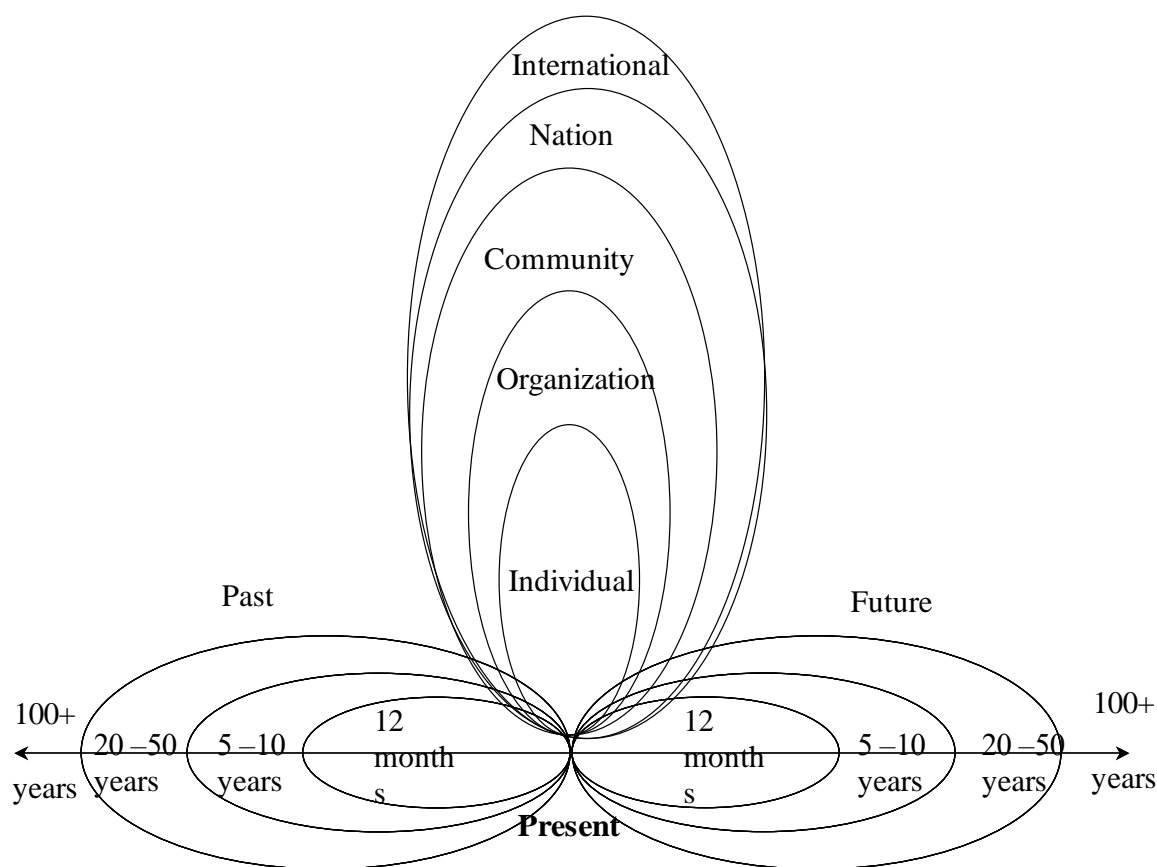 International
Nation
Community
Organization
Individual
Past
Future
100+
years
20 –50
years
5 –10
years
12
month
s
12
month
s
5 –10
years
20 –50
years
100+
years
Present